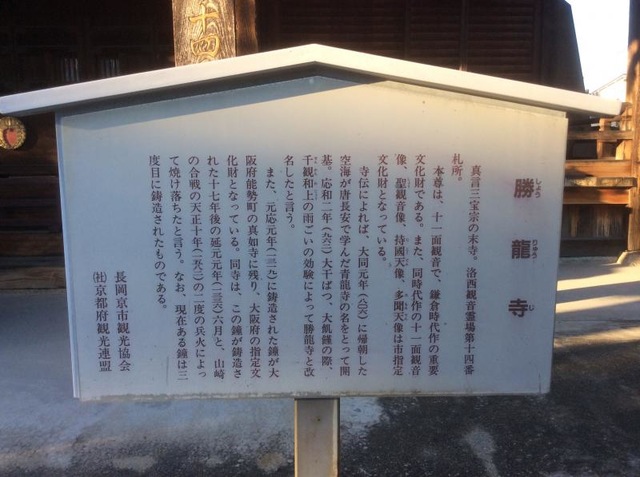 十四
勝龍寺
しょうりゅうじ
真言三宝宗の末寺。洛西観音霊場第十四番
札所。
本尊は、十一面観音で、鎌倉時代作の重要
文化財である。また、同時代作の十一面観音
像、聖観音像、持國天像、多聞天像は市指定
文化財となっている。
寺伝によれば、大同元年（八〇六）に帰朝した
空海が唐長安で学んだ青龍寺の名をとって開
基。応和二年（九六二）大干ばつ、大飢饉の際、
千観和上の雨ごいの効験によって勝龍寺と改
名したと言う。
また、元応元年（一三一九）に鋳造された鐘が大
阪府能勢町の真如寺に残り、大阪府の指定文
化財となっている。同寺は、この鐘が鋳造さ
れた十七年後の延元元年（一三三六）六月と、山崎
の合戦の天正十年（一五八二）の二度の兵火によっ
て焼け落ちたと言う。なお、現在ある鐘は三
度目に鋳造されたものである。
長岡京市観光協会
（社）京都府観光連盟